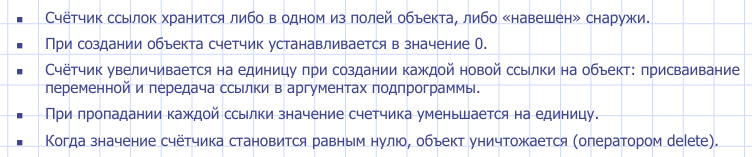 Счётчик ссылок хранится либо в одном из полей объекта, либо «навешен» снаружи.
При создании объекта счетчик устанавливается в значение 0.
Счётчик увеличивается на единицу при создании каждой новой ссылки на объект: присваивание
переменной и передача ссылки в аргументах подпрограммы.
При пропадании каждой ссылки значение счетчика уменьшается на единицу.
Когда значение счётчика становится равным нулю, объект уничтожается (оператором delete).